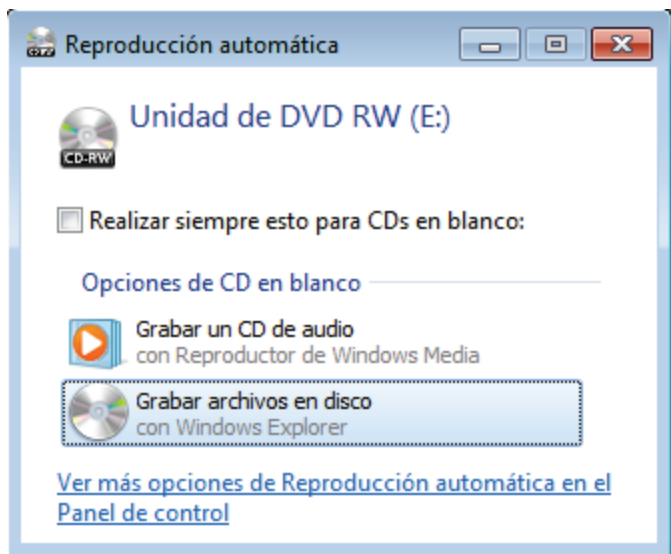 Reproducción automática
Unidad de DVD RW (E:)
CD-RW
Realizar siempre esto para CDs en blanco:
Opciones de CD en blanco
Grabar un CD de audio
con Reproductor de Windows Media
Grabar archivos en disco
con Windows Explorer
Ver más opciones de Reproducción automática en el
Panel de control